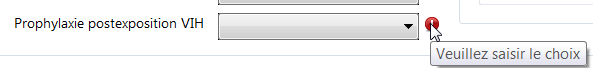 Prophylaxie postexposition VIH
Veuillez saisir le choix